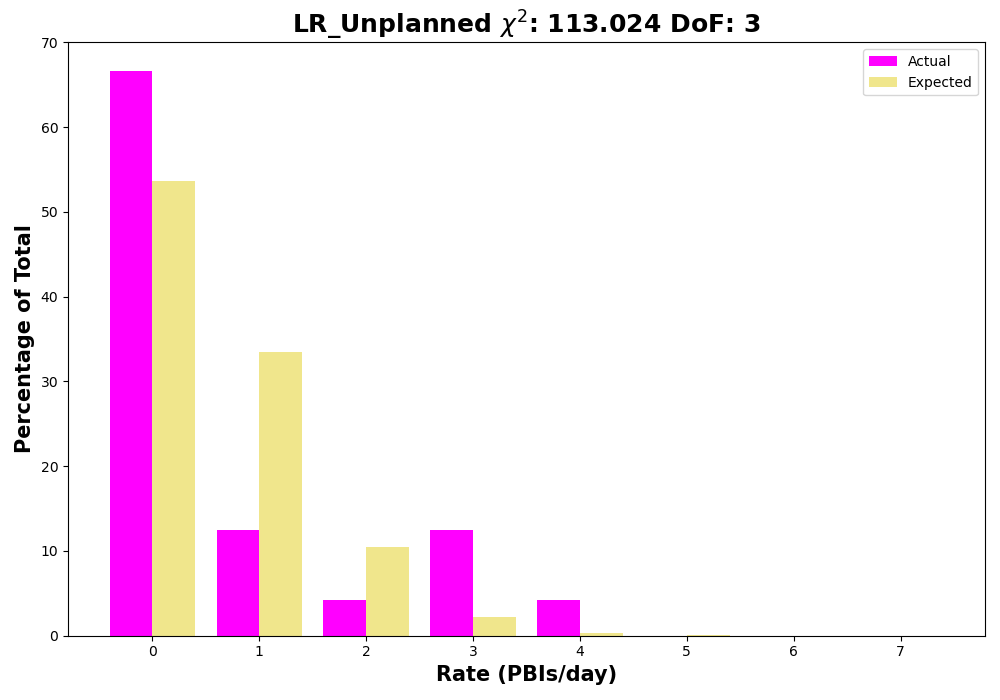 LR_Unplanned χ²: 113.024 DoF: 3
70
60
50
40
30
20
10
0
Percentage of Total
Actual
Expected
0 1 2 3 4 5 6 7
Rate (PBIs/day)